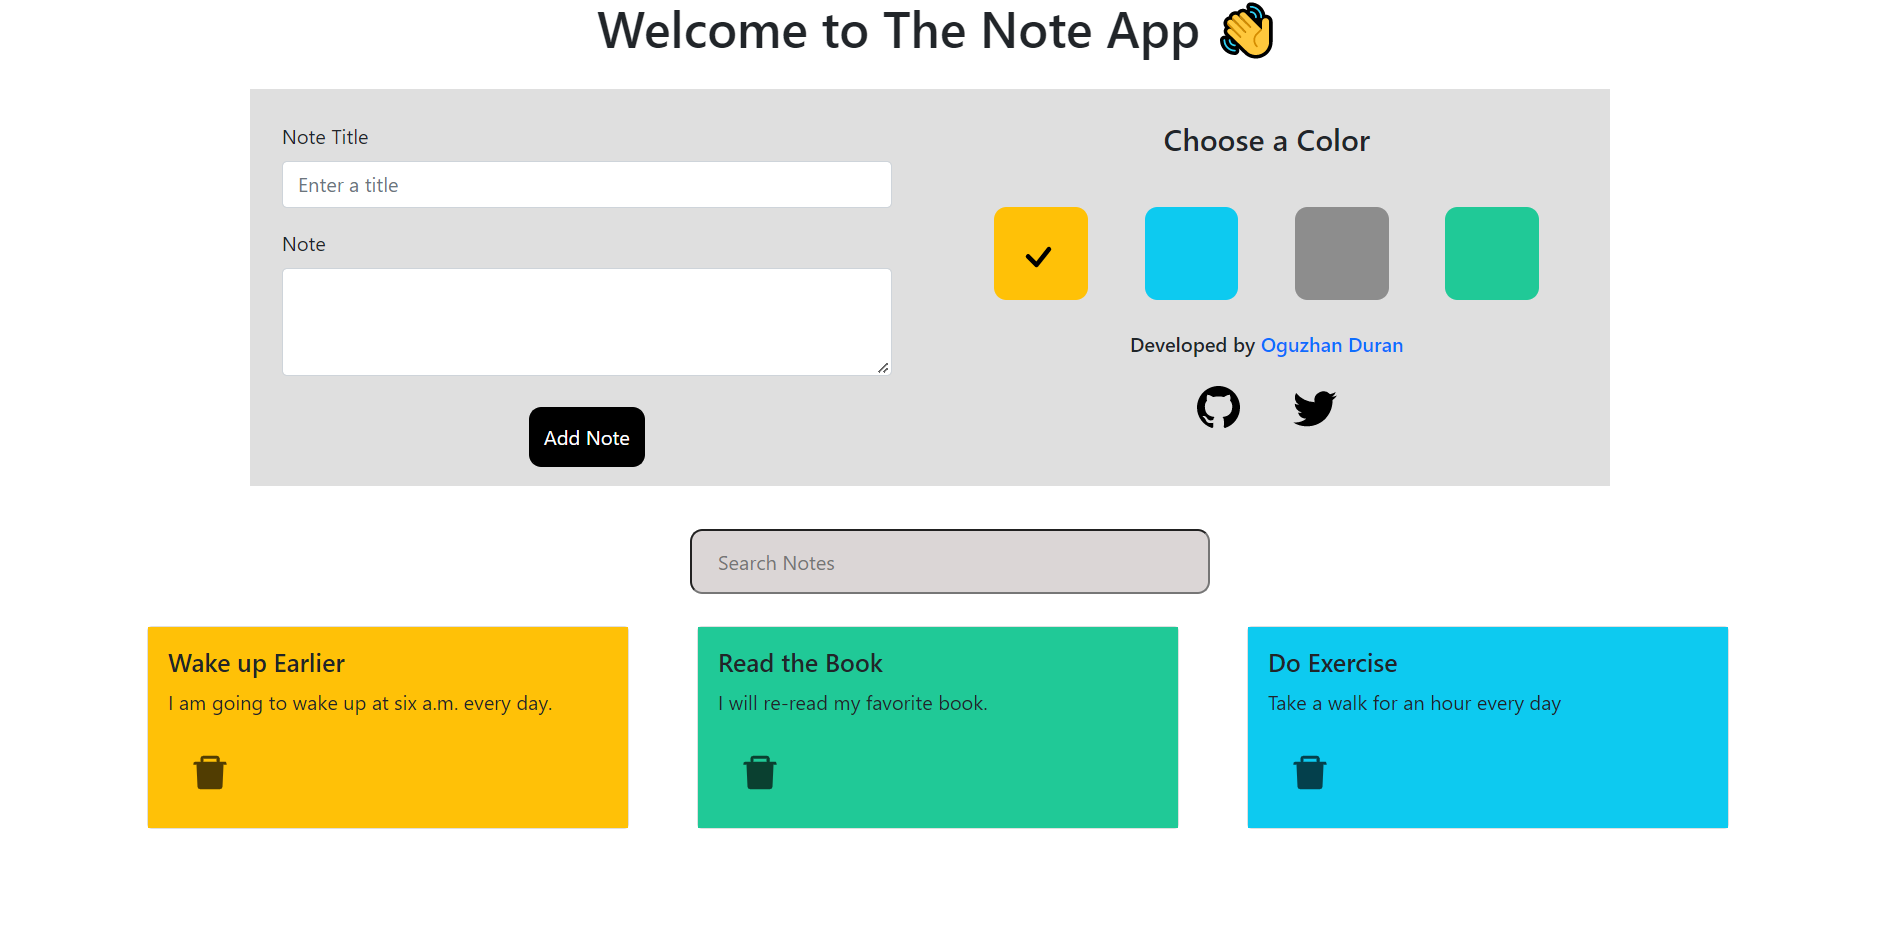 Welcome to The Note App 👋
Note Title
Enter a title
Note
Add Note
Choose a Color
Developed by Oguzhan Duran
Search Notes
Wake up Earlier
I am going to wake up at six a.m. every day.
Read the Book
I will re-read my favorite book.
Do Exercise
Take a walk for an hour every day